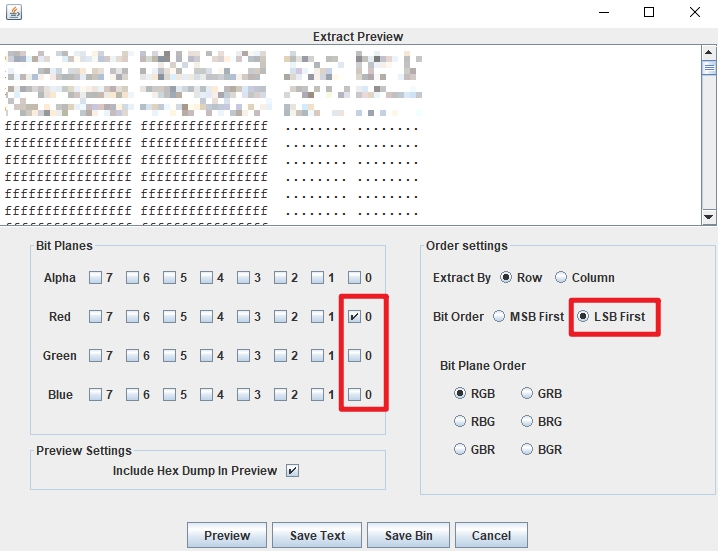 Extract Preview
ffffffffffffffff ffffffffffffffff ........ ........
ffffffffffffffff ffffffffffffffff ........ ........
ffffffffffffffff ffffffffffffffff ........ ........
ffffffffffffffff ffffffffffffffff ........ ........
ffffffffffffffff ffffffffffffffff ........ ........
ffffffffffffffff ffffffffffffffff ........ ........
Bit Planes Order settings
Alpha 7 6 5 4 3 2 1 0 Extract By Row Column
Red 7 6 5 4 3 2 1 0 Bit Order MSB First LSB First
Green 7 6 5 4 3 2 1 0
Bit Plane Order
Blue 7 6 5 4 3 2 1 0 RGB GRB
RBG BRG
Preview Settings GBR BGR
Include Hex Dump In Preview
Preview Save Text Save Bin Cancel